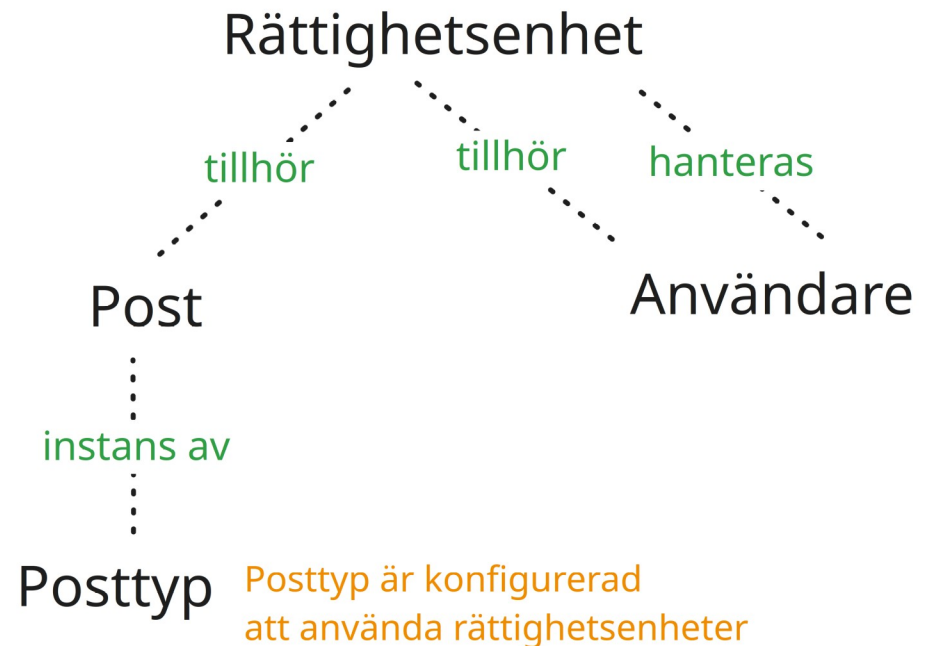 Rättighetsenhet
tillhör
tillhör
hanteras
Post
Användare
instans av
Posttyp
Posttyp är konfigurerad
att använda rättighetsenheter